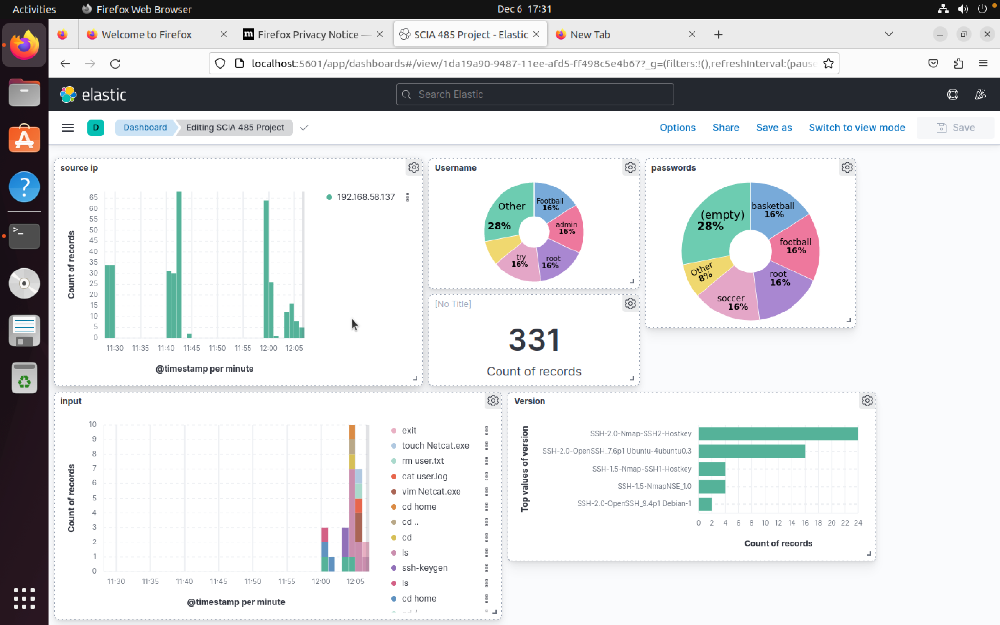 Activities
Firefox Web Browser
Dec 6 17:31
Welcome to Firefox
m
Firefox Privacy Notice —
SCIA 485 Project - Elastic
New Tab
localhost:5601/app/dashboards#/view/1da19a90-9487-11ee-afd5-ff498c5e4b67?_g=(filters:!(),refreshInterval:(pause
elastic
Search Elastic
D
Dashboard
Editing SCIA 485 Project
Options
Share
Save as
Switch to view mode
Save
source ip
Count of records
65
60
55
50
45
40
35
30
25
20
15
10
5
0
11:30 11:35 11:40 11:45 11:50 11:55 12:00 12:05
@timestamp per minute
192.168.58.137
Username
Other
28%
Football
16%
admin
16%
root
16%
try
16%
passwords
(empty)
28%
basketball
16%
football
16%
root
16%
soccer
16%
Other
8%
[No Title]
331
Count of records
input
Count of records
10
9
8
7
6
5
4
3
2
1
0
11:30 11:35 11:40 11:45 11:50 11:55 12:00 12:05
@timestamp per minute
exit
touch Netcat.exe
rm user.txt
cat user.log
vim Netcat.exe
cd home
cd ..
cd
ls
ssh-keygen
ls
cd home
Version
Top values of version
SSH-2.0-Nmap-SSH2-Hostkey
SSH-2.0-OpenSSH_7.6p1 Ubuntu-4ubuntu0.3
SSH-1.5-Nmap-SSH1-Hostkey
SSH-1.5-NmapNSE_1.0
SSH-2.0-OpenSSH_9.4p1 Debian-1
0 2 4 6 8 10 12 14 16 18 20 22 24
Count of records